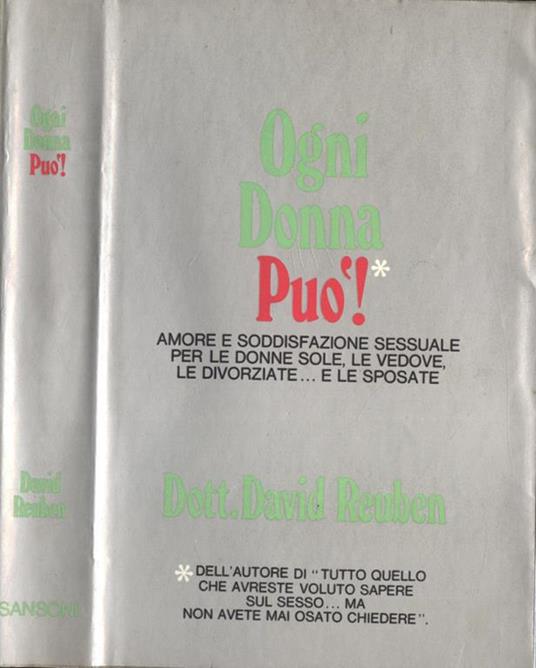 Ogni
Donna
Puo'!
David
Reuben
SANSONI
Ogni
Donna
Puo'!*
AMORE E SODDISFAZIONE SESSUALE
PER LE DONNE SOLE, LE VEDOVE,
LE DIVORZIATE... E LE SPOSATE
Dott. David Reuben
* DELL'AUTORE DI "TUTTO QUELLO
CHE AVRESTE VOLUTO SAPERE
SUL SESSO... MA
NON AVETE MAI OSATO CHIEDERE".